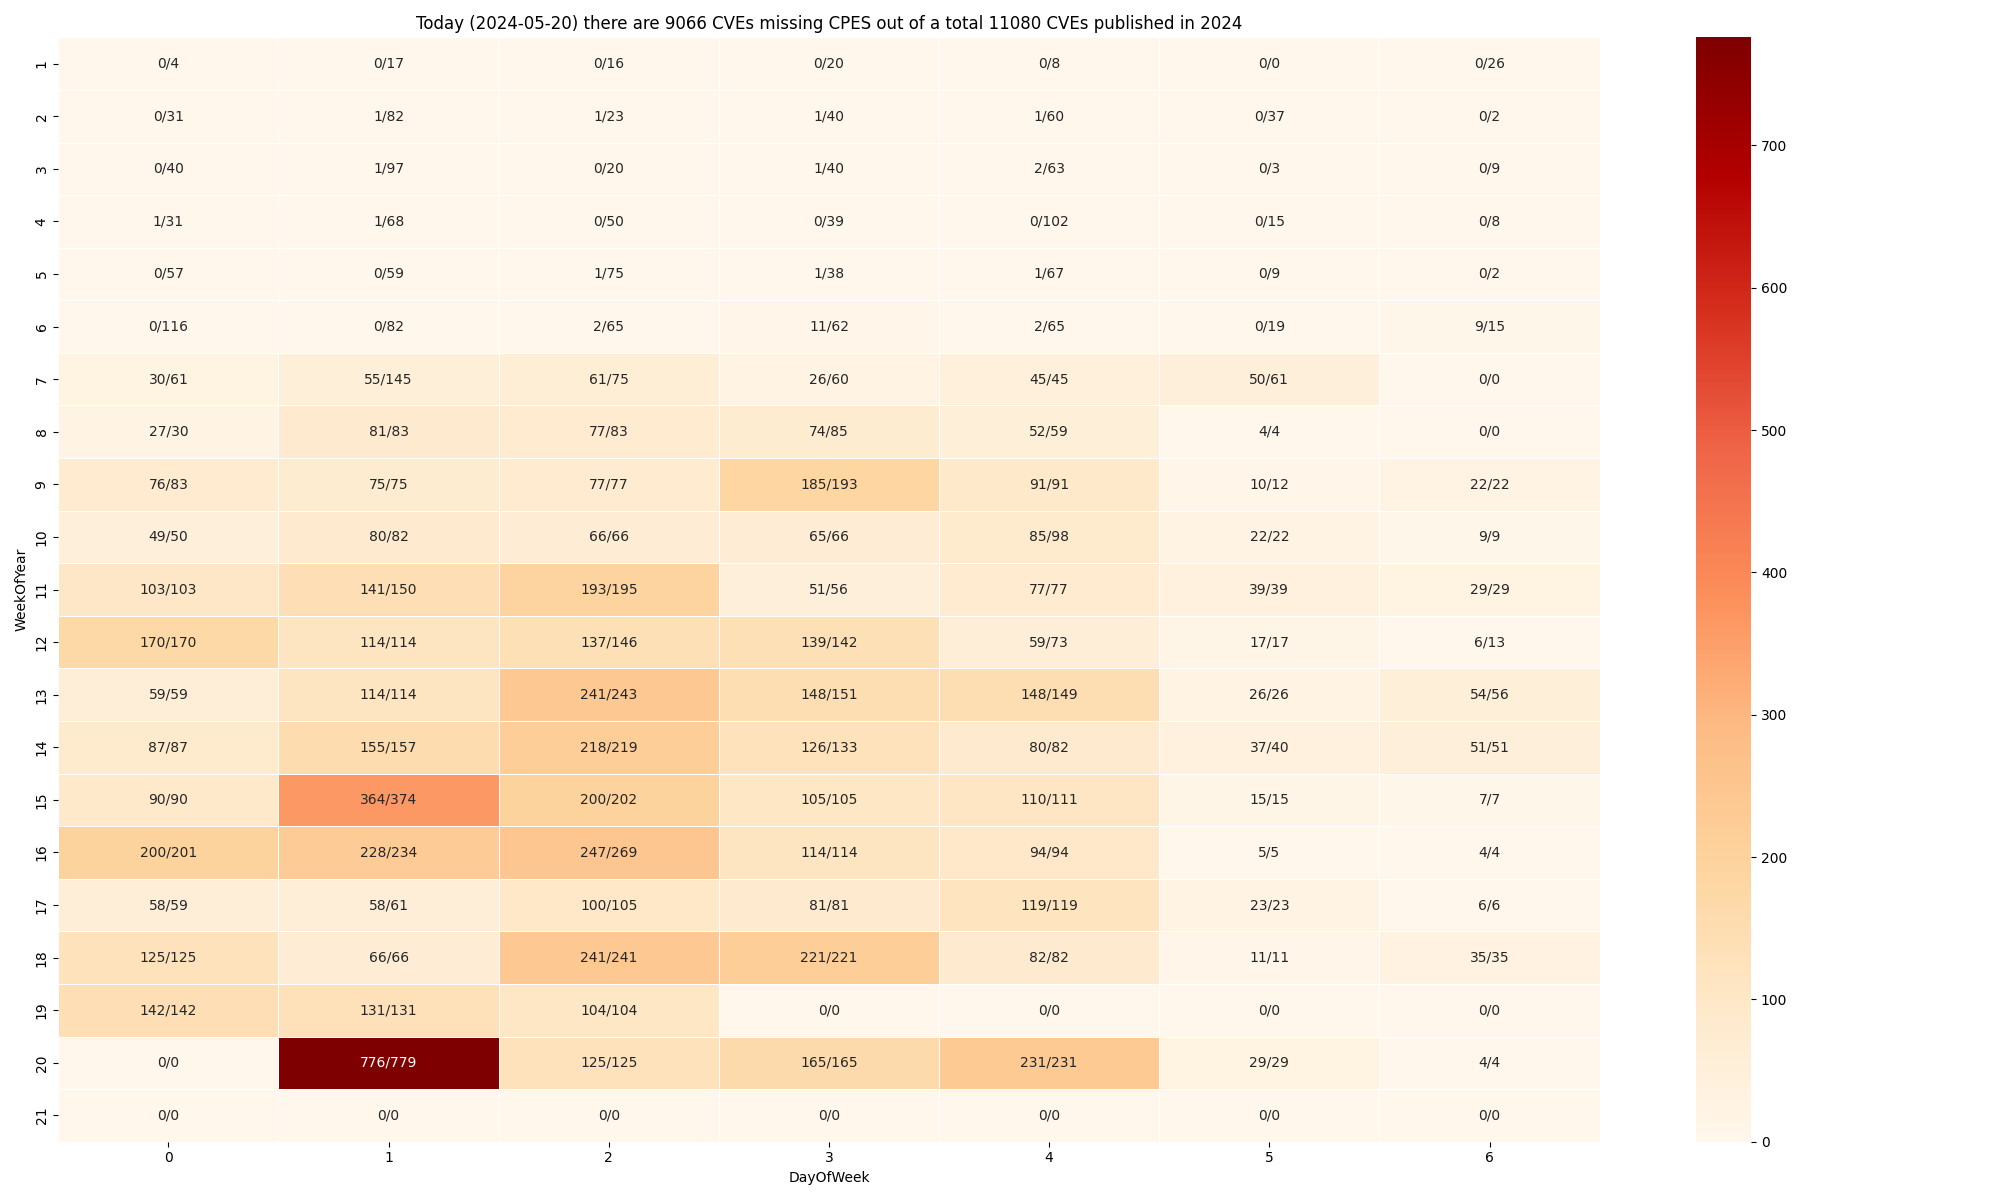 Today (2024-05-20) there are 9066 CVEs missing CPES out of a total 11080 CVEs published in 2024
1 0/4 0/17 0/16 0/20 0/8 0/0 0/26
2 0/31 1/82 1/23 1/40 1/60 0/37 0/2
3 0/40 1/97 0/20 1/40 2/63 0/3 0/9
4 1/31 1/68 0/50 0/39 0/102 0/15 0/8
5 0/57 0/59 1/75 1/38 1/67 0/9 0/2
6 0/116 0/82 2/65 11/62 2/65 0/19 9/15
7 30/61 55/145 61/75 26/60 45/45 50/61 0/0
8 27/30 81/83 77/83 74/85 52/59 4/4 0/0
9 76/83 75/75 77/77 185/193 91/91 10/12 22/22
10 49/50 80/82 66/66 65/66 85/98 22/22 9/9
11 103/103 141/150 193/195 51/56 77/77 39/39 29/29
12 170/170 114/114 137/146 139/142 59/73 17/17 6/13
13 59/59 114/114 241/243 148/151 148/149 26/26 54/56
14 87/87 155/157 218/219 126/133 80/82 37/40 51/51
15 90/90 364/374 200/202 105/105 110/111 15/15 7/7
16 200/201 228/234 247/269 114/114 94/94 5/5 4/4
17 58/59 58/61 100/105 81/81 119/119 23/23 6/6
18 125/125 66/66 241/241 221/221 82/82 11/11 35/35
19 142/142 131/131 104/104 0/0 0/0 0/0 0/0
20 0/0 776/779 125/125 165/165 231/231 29/29 4/4
21 0/0 0/0 0/0 0/0 0/0 0/0 0/0
0 1 2 3 4 5 6
DayOfWeek
WeekOfYear
700
600
500
400
300
200
100
0